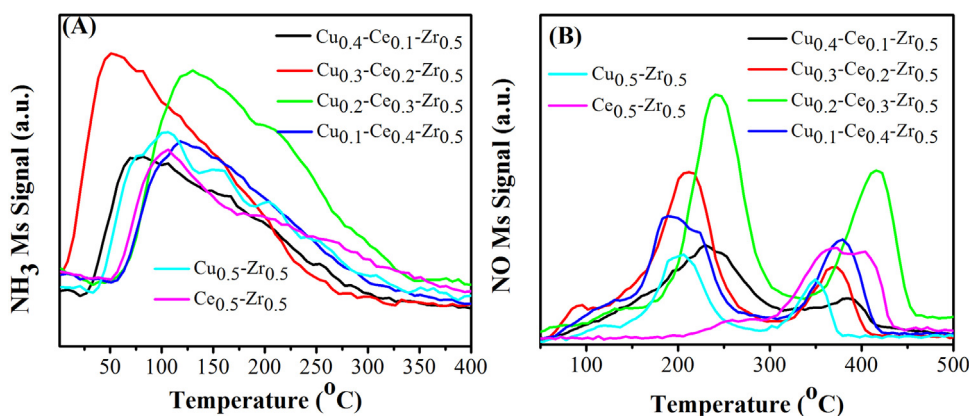 (A)
Cu0.4-Ce0.1-Zr0.5
Cu0.3-Ce0.2-Zr0.5
Cu0.2-Ce0.3-Zr0.5
Cu0.1-Ce0.4-Zr0.5
Cu0.5-Zr0.5
Ce0.5-Zr0.5
NH3 Ms Signal (a.u.)
0 50 100 150 200 250 300 350 400
Temperature (oC)
(B)
Cu0.5-Zr0.5
Ce0.5-Zr0.5
Cu0.4-Ce0.1-Zr0.5
Cu0.3-Ce0.2-Zr0.5
Cu0.2-Ce0.3-Zr0.5
Cu0.1-Ce0.4-Zr0.5
NO Ms Signal (a.u.)
100 200 300 400 500
Temperature (oC)